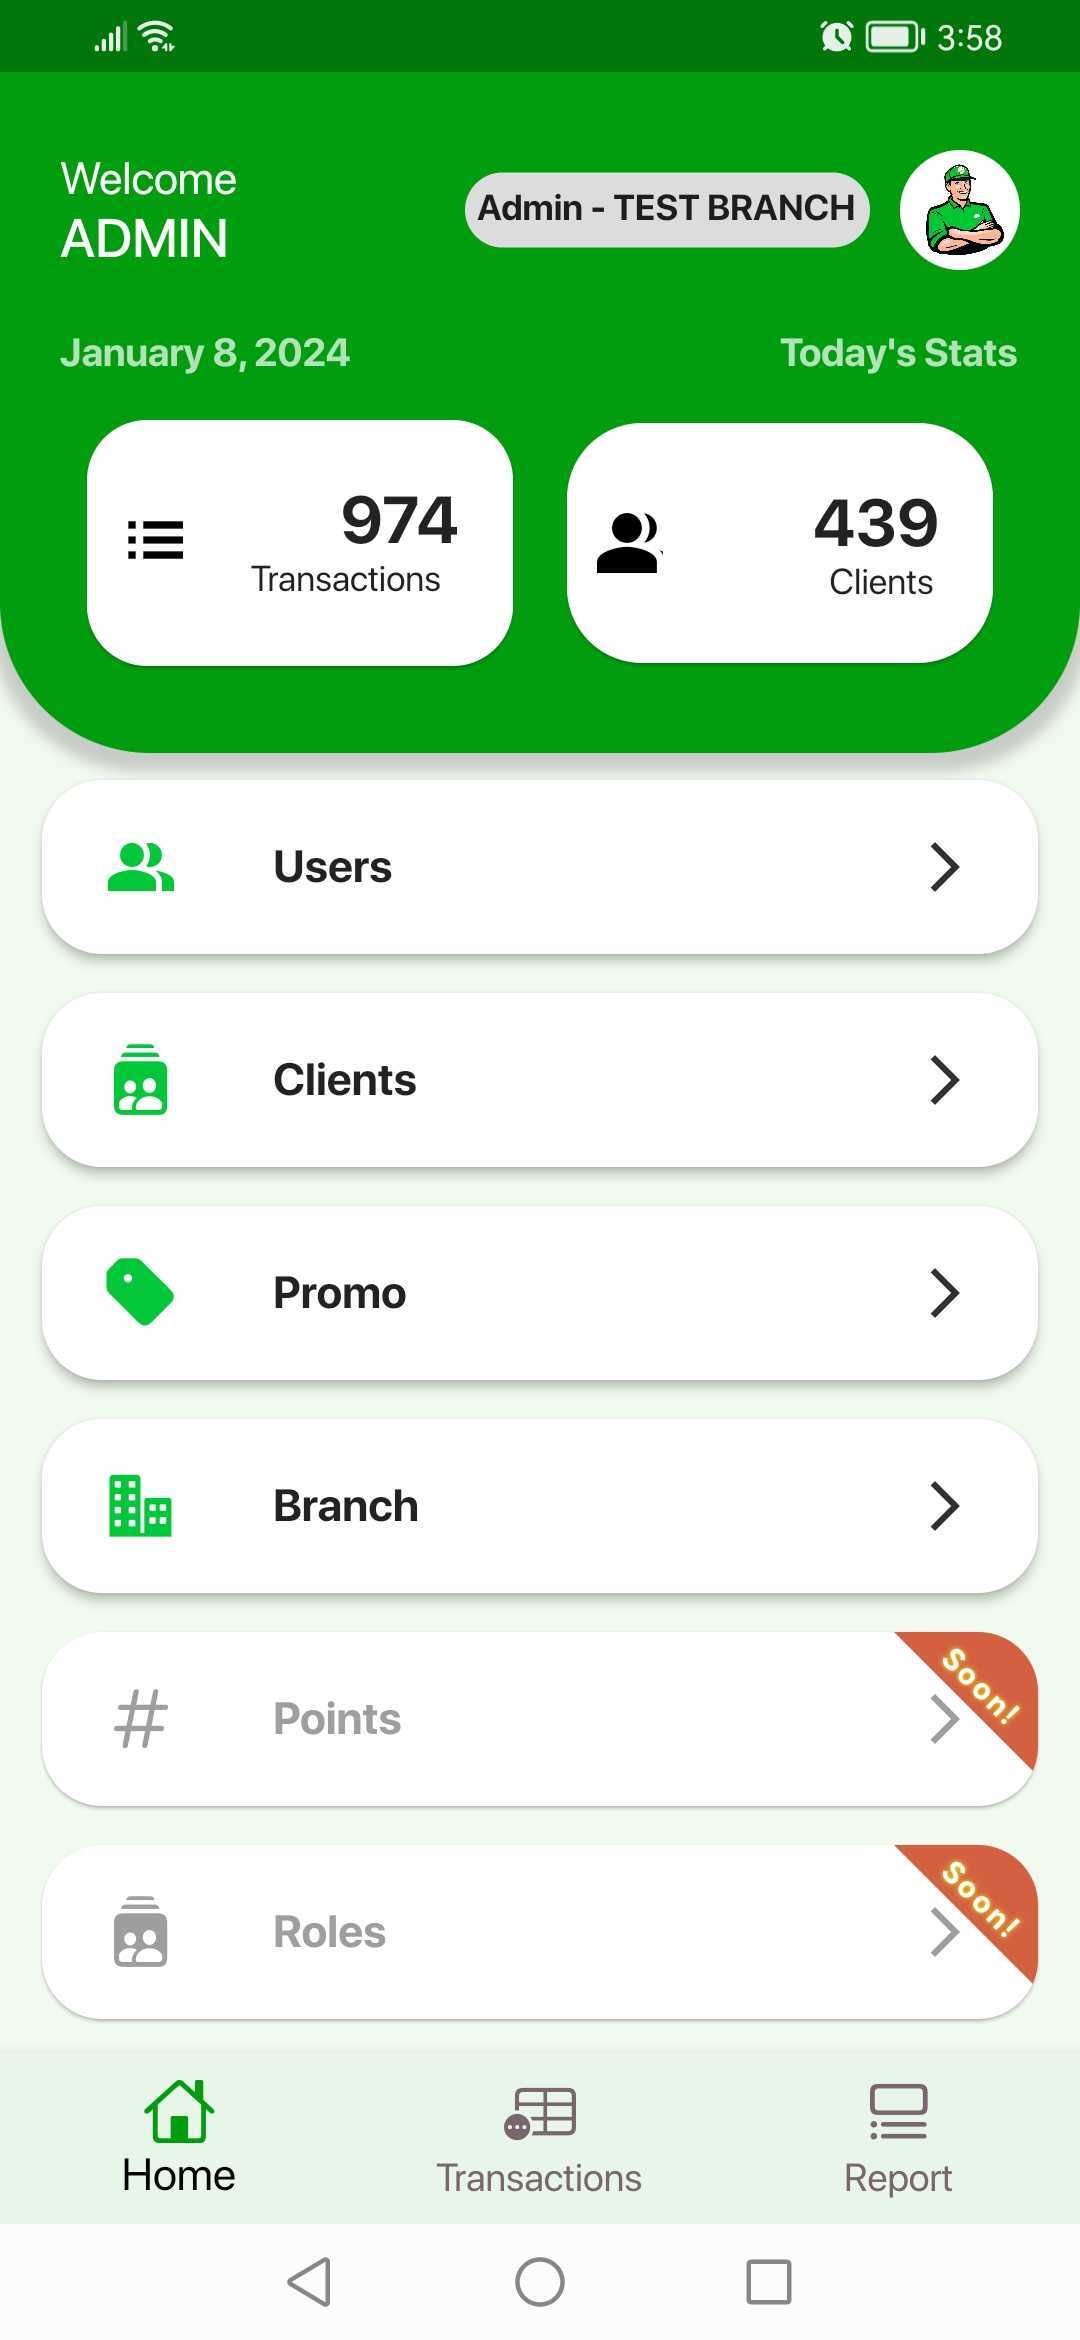 3:58
Welcome
ADMIN
Admin - TEST BRANCH
January 8, 2024
Today's Stats
974
Transactions
439
Clients
Users
Clients
Promo
Branch
Points
Soon!
Roles
Soon!
Home
Transactions
Report